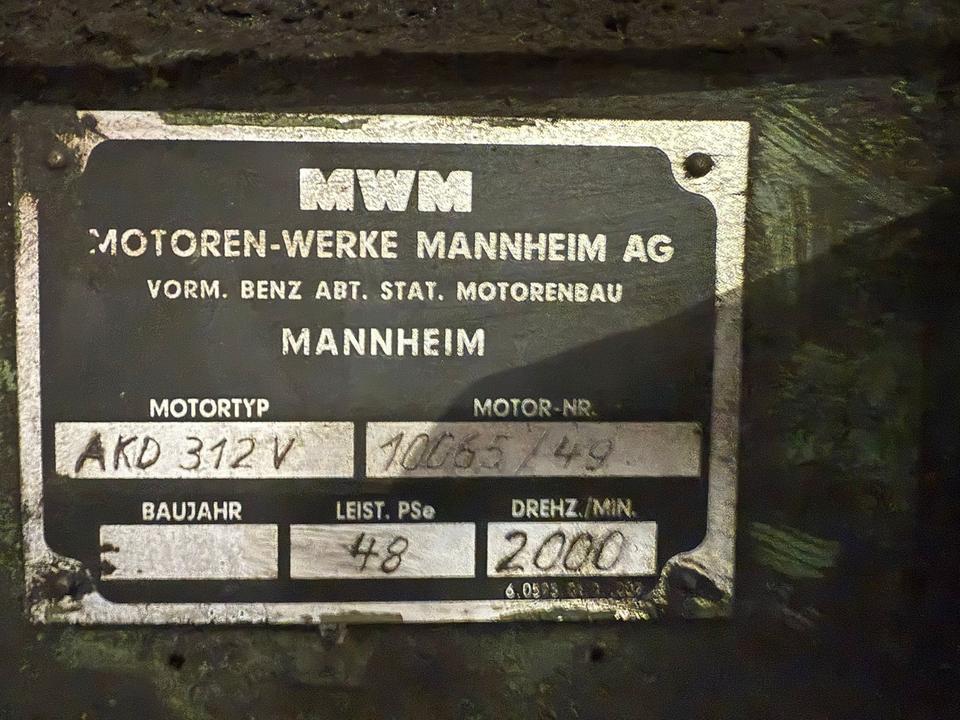 MWM
MOTOREN-WERKE MANNHEIM AG
VORM. BENZ ABT. STAT. MOTORENBAU
MANNHEIM
MOTORTYP MOTOR-NR.
AKD 312 V 10065/49
BAUJAHR LEIST. PSe DREHZ./MIN.
48 2000